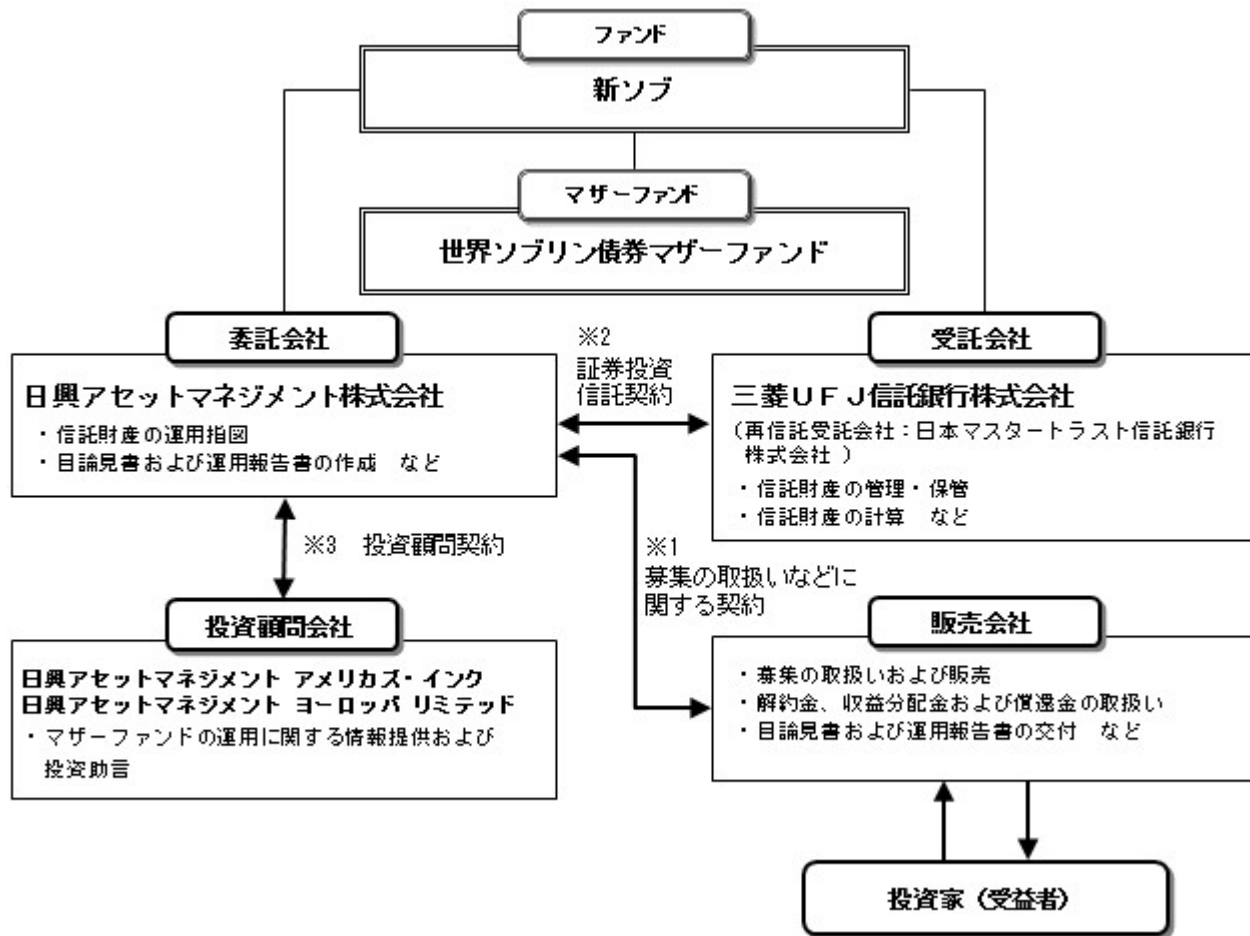 ファンド
新ソブ
マザーファンド
世界ソブリン債券マザーファンド
委託会社
日興アセットマネジメント株式会社
・信託財産の運用指図
・目論見書および運用報告書の作成 など
※2
証券投資
信託契約
受託会社
三菱UFJ信託銀行株式会社
(再信託受託会社:日本マスタートラスト信託銀行
株式会社 )
・信託財産の管理・保管
・信託財産の計算 など
※3 投資顧問契約
※1
募集の取扱いなどに
関する契約
投資顧問会社
日興アセットマネジメント アメリカズ・インク
日興アセットマネジメント ヨーロッパ リミテッド
・マザーファンドの運用に関する情報提供および
投資助言
販売会社
・募集の取扱いおよび販売
・解約金、収益分配金および償還金の取扱い
・目論見書および運用報告書の交付 など
投資家(受益者)